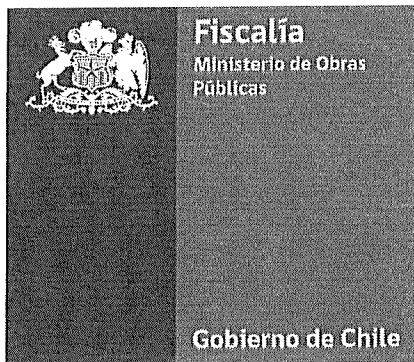 Fiscalía
Ministerio de Obras
Públicas
Gobierno de Chile